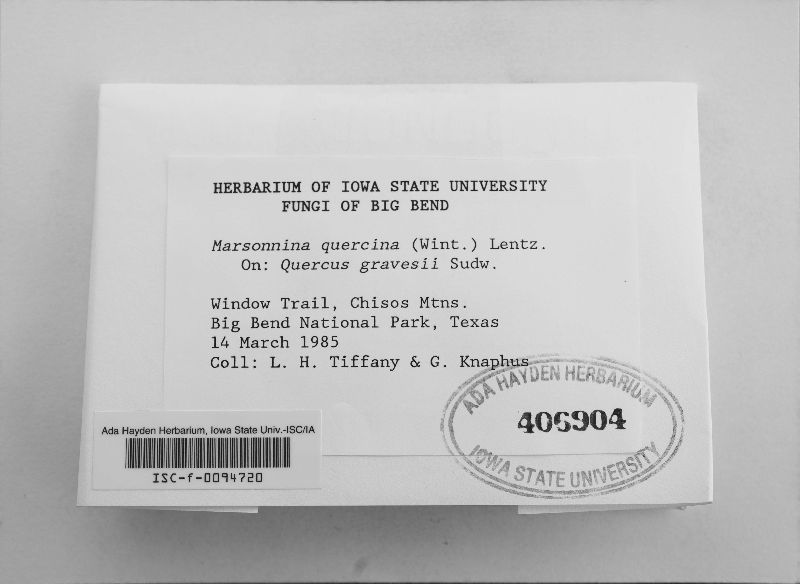 HERBARIUM OF IOWA STATE UNIVERSITY
FUNGI OF BIG BEND
Marsonnina quercina (Wint.) Lentz.
On: Quercus gravesii Sudw.
Window Trail, Chisos Mtns.
Big Bend National Park, Texas
14 March 1985
Coll: L. H. Tiffany & G. Knaphus
ADA HAYDEN HERBARIUM
406904
IOWA STATE UNIVERSITY
Ada Hayden Herbarium, Iowa State Univ.-ISC/IA
ISC-f-0094720